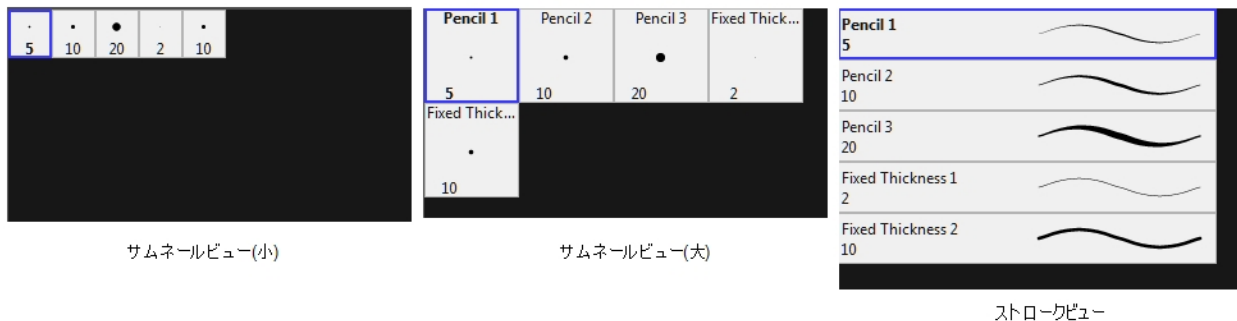 5 10 20 2 10
サムネールビュー(小)
Pencil 1 Pencil 2 Pencil 3 Fixed Thick...
5 10 20 2
Fixed Thick...
10
サムネールビュー(大)
Pencil 1
5
Pencil 2
10
Pencil 3
20
Fixed Thickness 1
2
Fixed Thickness 2
10
ストロークビュー